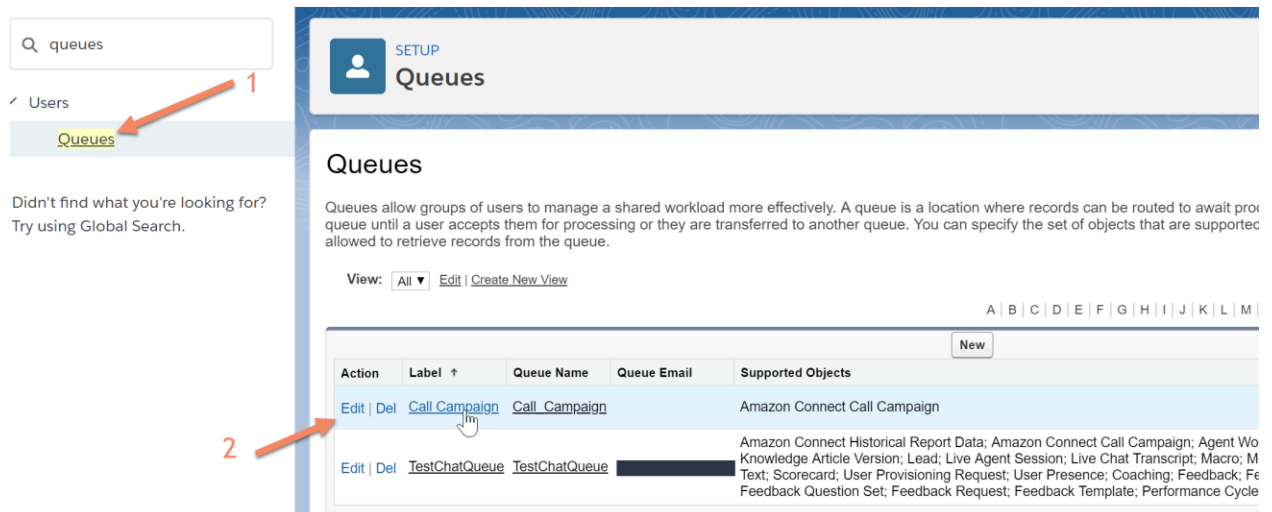 queues
1
Users
Queues
Didn't find what you're looking for?
Try using Global Search.
SETUP
Queues
Queues
Queues allow groups of users to manage a shared workload more effectively. A queue is a location where records can be routed to await
queue until a user accepts them for processing or they are transferred to another queue. You can specify the set of objects that are supported
allowed to retrieve records from the queue.
View: All ▼ Edit | Create New View
A | B | C | D | E | F | G | H | I | J | K | L | M |
New
Action Label ↑ Queue Name Queue Email Supported Objects
Edit | Del Call Campaign Call_Campaign Amazon Connect Call Campaign
2
Edit | Del TestChatQueue TestChatQueue
Amazon Connect Historical Report Data; Amazon Connect Call Campaign; Agent Wo
Knowledge Article Version; Lead; Live Agent Session; Live Chat Transcript; Macro; M
Text; Scorecard; User Provisioning Request; User Presence; Coaching; Feedback; Fe
Feedback Question Set; Feedback Request; Feedback Template; Performance Cycle